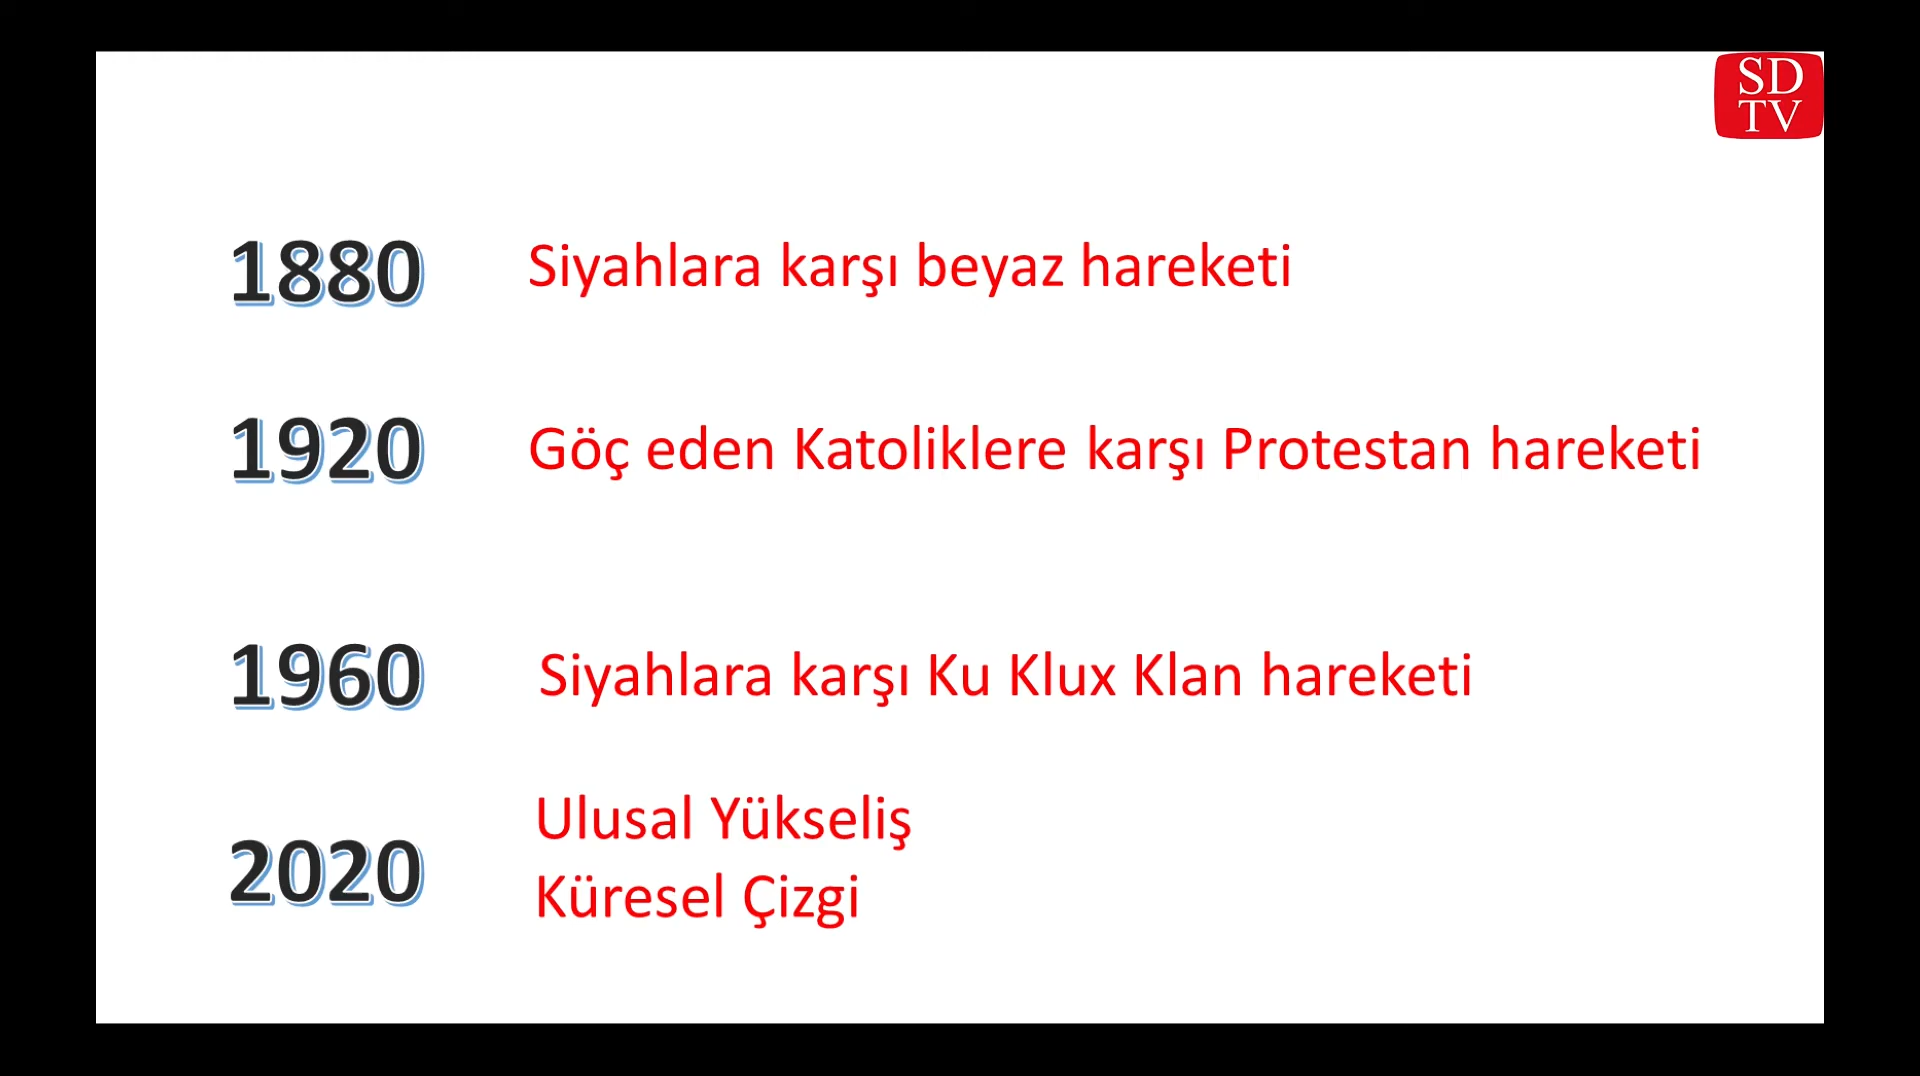 SD
TV
1880 Siyahlara karşı beyaz hareketi
1920 Göç eden Katoliklere karşı Protestan hareketi
1960 Siyahlara karşı Ku Klux Klan hareketi
2020 Ulusal Yükseliş
Küresel Çizgi